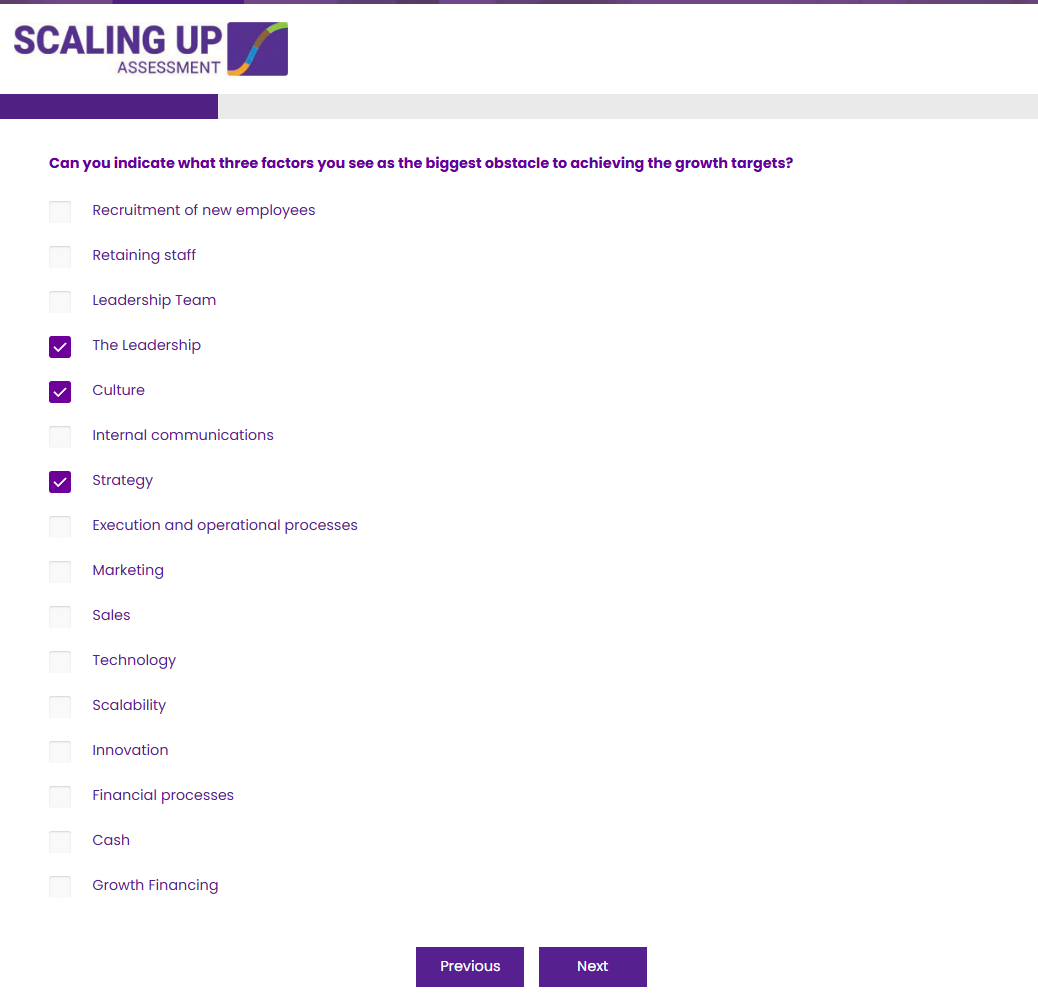 SCALING UP
ASSESSMENT
Can you indicate what three factors you see as the biggest obstacle to achieving the growth targets?
Recruitment of new employees
Retaining staff
Leadership Team
The Leadership
Culture
Internal communications
Strategy
Execution and operational processes
Marketing
Sales
Technology
Scalability
Innovation
Financial processes
Cash
Growth Financing
Previous Next